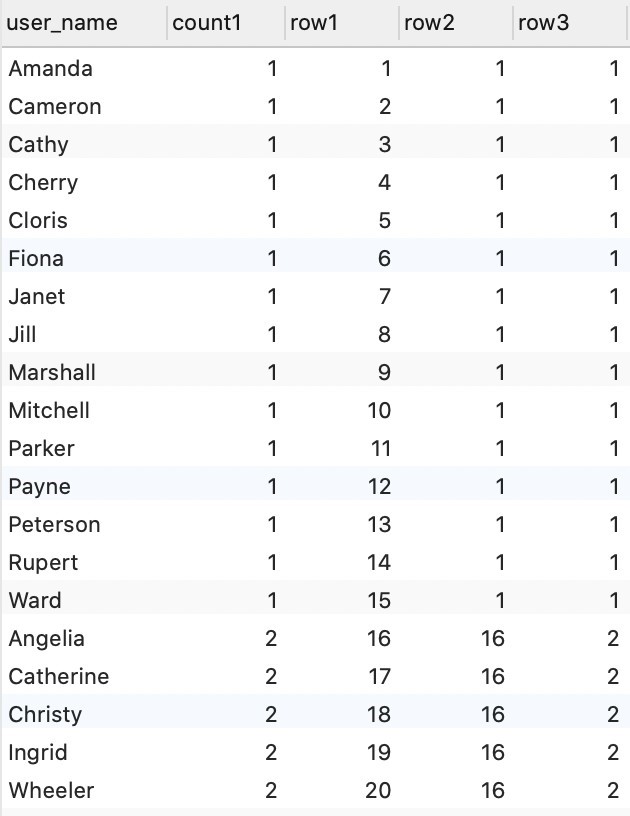 user_name count1 row1 row2 row3
Amanda 1 1 1 1
Cameron 1 2 1 1
Cathy 1 3 1 1
Cherry 1 4 1 1
Cloris 1 5 1 1
Fiona 1 6 1 1
Janet 1 7 1 1
Jill 1 8 1 1
Marshall 1 9 1 1
Mitchell 1 10 1 1
Parker 1 11 1 1
Payne 1 12 1 1
Peterson 1 13 1 1
Rupert 1 14 1 1
Ward 1 15 1 1
Angelia 2 16 16 2
Catherine 2 17 16 2
Christy 2 18 16 2
Ingrid 2 19 16 2
Wheeler 2 20 16 2